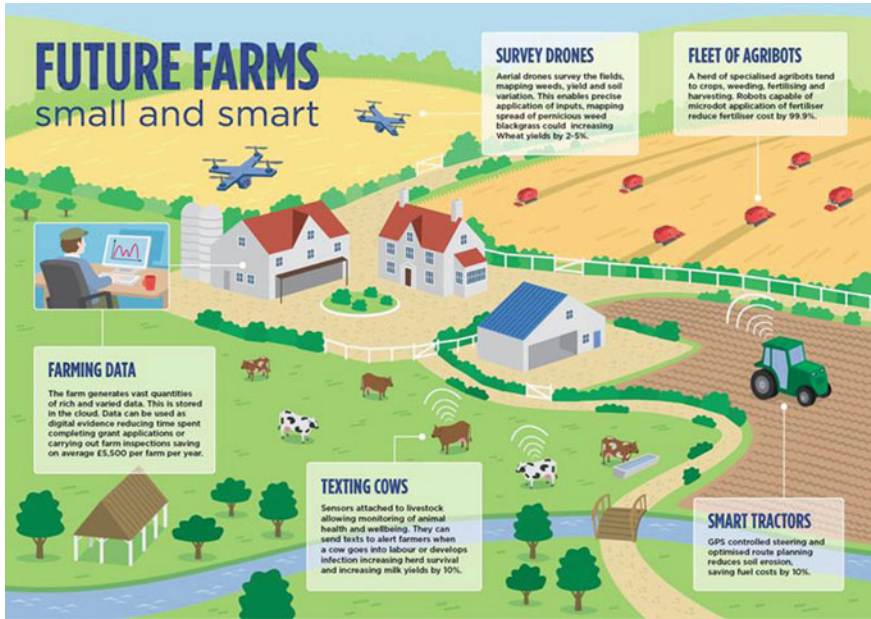 FUTURE FARMS
small and smart
SURVEY DRONES
Aerial drones survey the fields,
mapping weeds, yield and soil
variation. This enables precise
application of inputs, mapping
spread of pernicious weed
blackgrass could increasing
Wheat yields by 2-5%.
FLEET OF AGRIBOTS
A herd of specialised agribots tend
to crops, weeding, fertilising and
harvesting. Robots capable of
microdot application of fertiliser
reduce fertiliser cost by 99.9%.
FARMING DATA
The farm generates vast quantities
of rich and varied data. This is stored
in the cloud. Data can be used as
digital evidence reducing time spent
completing grant applications or
carrying out farm inspections saving
on average £5,500 per farm per year.
TEXTING COWS
Sensors attached to livestock
allowing monitoring of animal
health and wellbeing. They can
send texts to alert farmers when
a cow goes into labour or develops
infection increasing herd survival
and increasing milk yields by 10%.
SMART TRACTORS
GPS controlled steering and
optimised route planning
reduces soil erosion,
saving fuel costs by 10%.